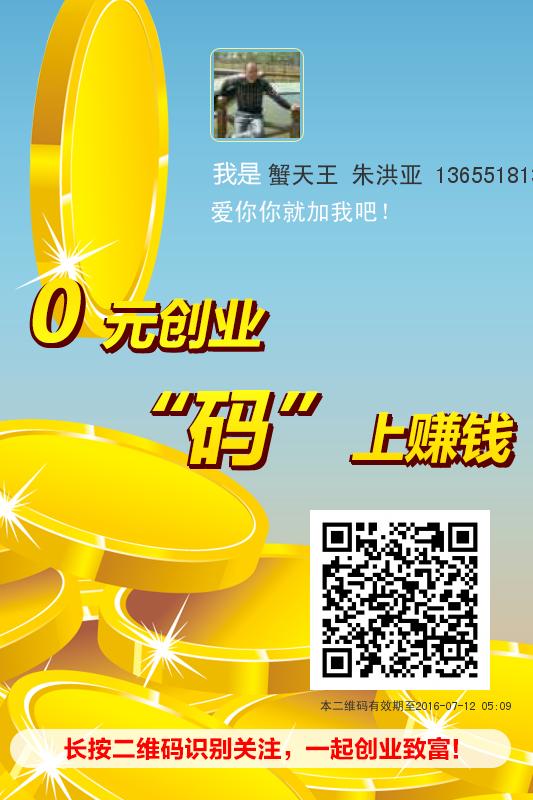 我是 蟹天王 朱洪亚 13655181
爱你你就加我吧！
0 元创业
“码” 上赚钱
本二维码有效期至2016-07-12 05:09
长按二维码识别关注，一起创业致富!